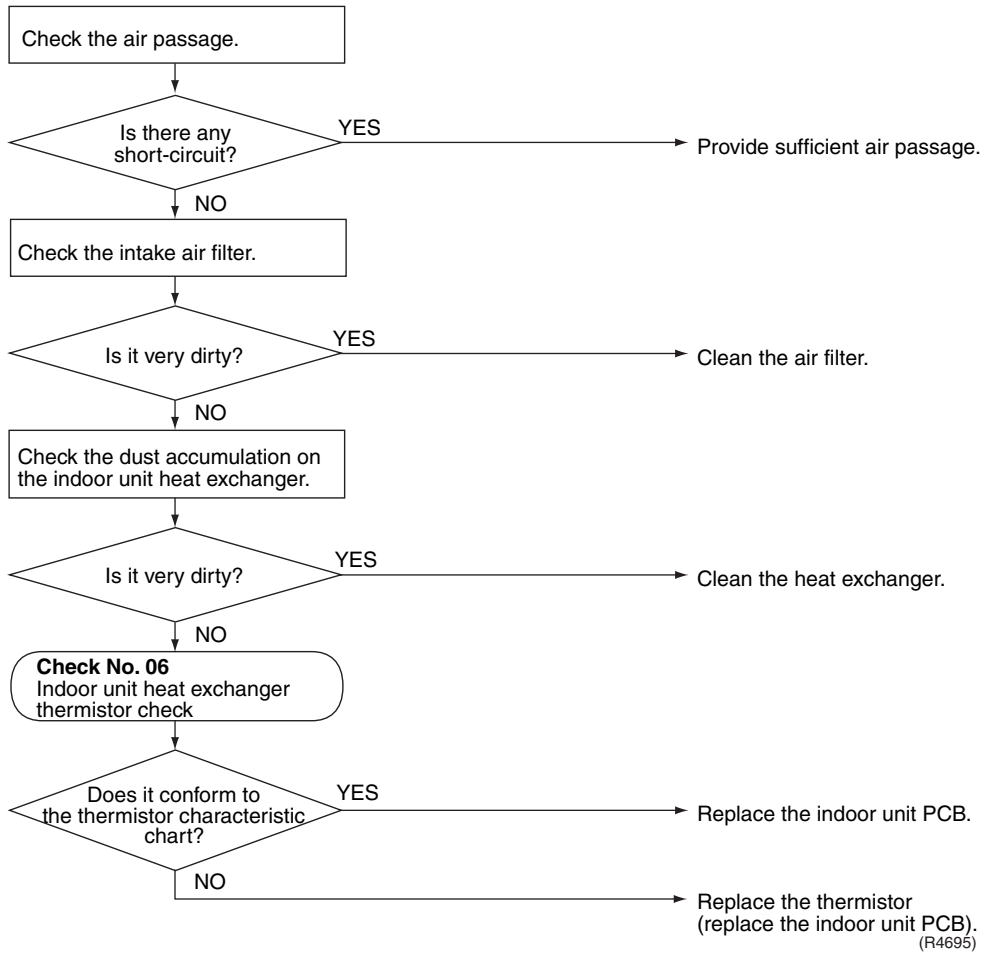 Check the air passage.
Is there any
short-circuit?
YES
Provide sufficient air passage.
NO
Check the intake air filter.
Is it very dirty?
YES
Clean the air filter.
NO
Check the dust accumulation on
the indoor unit heat exchanger.
Is it very dirty?
YES
Clean the heat exchanger.
NO
Check No. 06
Indoor unit heat exchanger
thermistor check
Does it conform to
the thermistor characteristic
chart?
YES
Replace the indoor unit PCB.
NO
Replace the thermistor
(replace the indoor unit PCB).
(R4695)